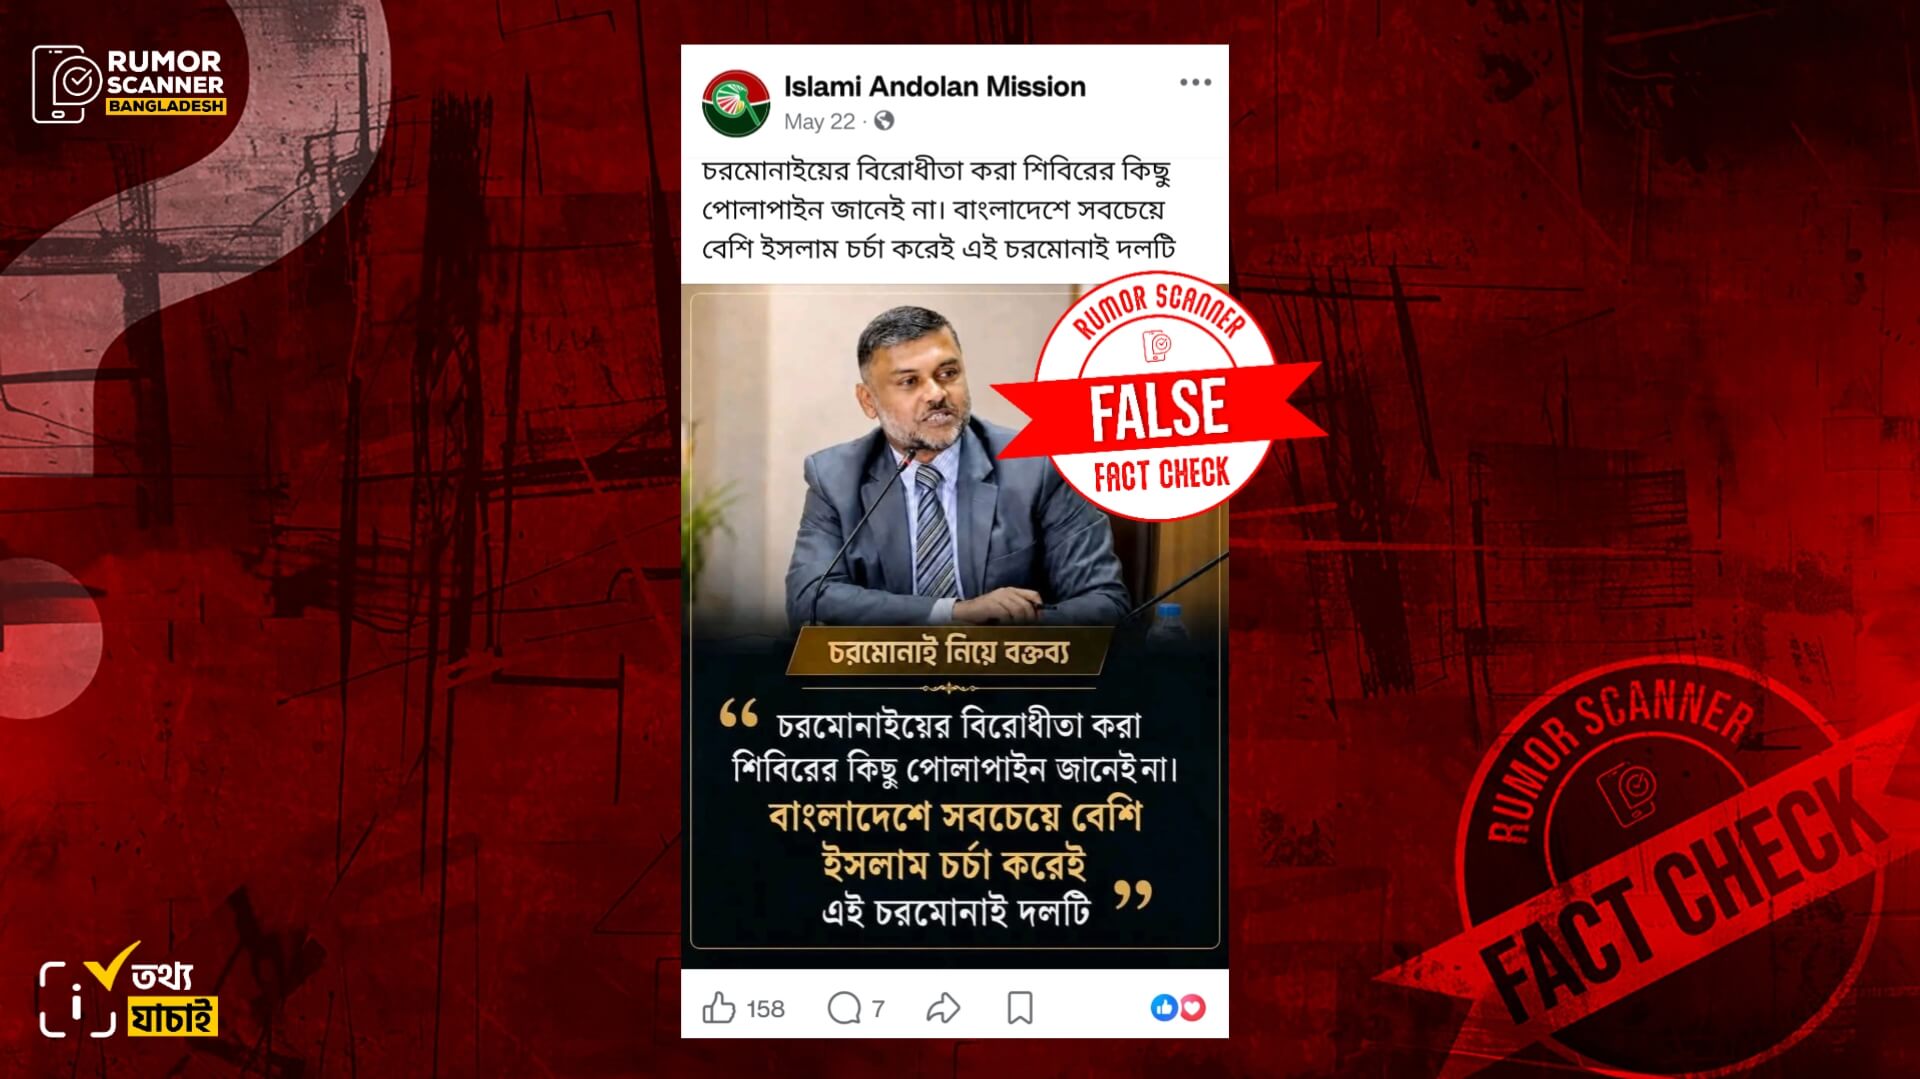 RUMOR
SCANNER
BANGLADESH
Islami Andolan Mission
May 22 ·
চরমোনাইয়ের বিরোধীতা করা শিবিরের কিছু
পোলাপাইন জানেই না। বাংলাদেশে সবচেয়ে
বেশি ইসলাম চর্চা করেই এই চরমোনাই দলটি
RUMOR SCANNER
FALSE
FACT CHECK
চরমোনাই নিয়ে বক্তব্য
“ চরমোনাইয়ের বিরোধীতা করা
শিবিরের কিছু পোলাপাইন জানেই না।
বাংলাদেশে সবচেয়ে বেশি
ইসলাম চর্চা করেই
এই চরমোনাই দলটি ”
158
7
i তথ্য
যাচাই
RUMOR SCANNER
FACT CHECK